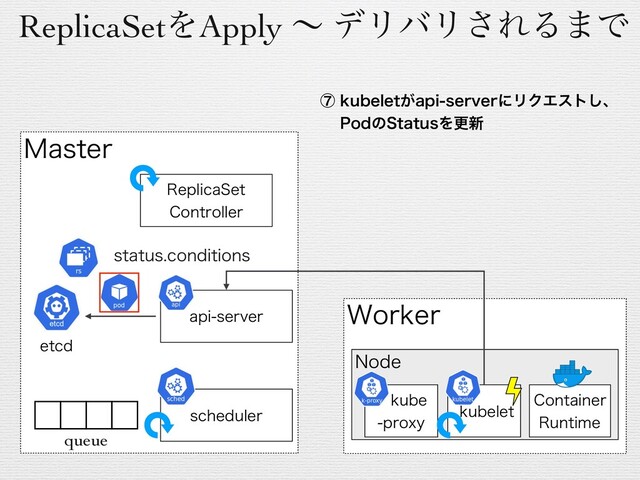 ReplicaSetをApply 〜 デリバリされるまで
⑦ kubeletがapi-serverにリクエストし、
PodのStatusを更新
Master
ReplicaSet
Controller
rs
status.conditions
pod
api
etcd
api-server
etcd
sched
scheduler
queue
Worker
Node
k-proxy
kube
-proxy
kubelet
kubelet
Container
Runtime